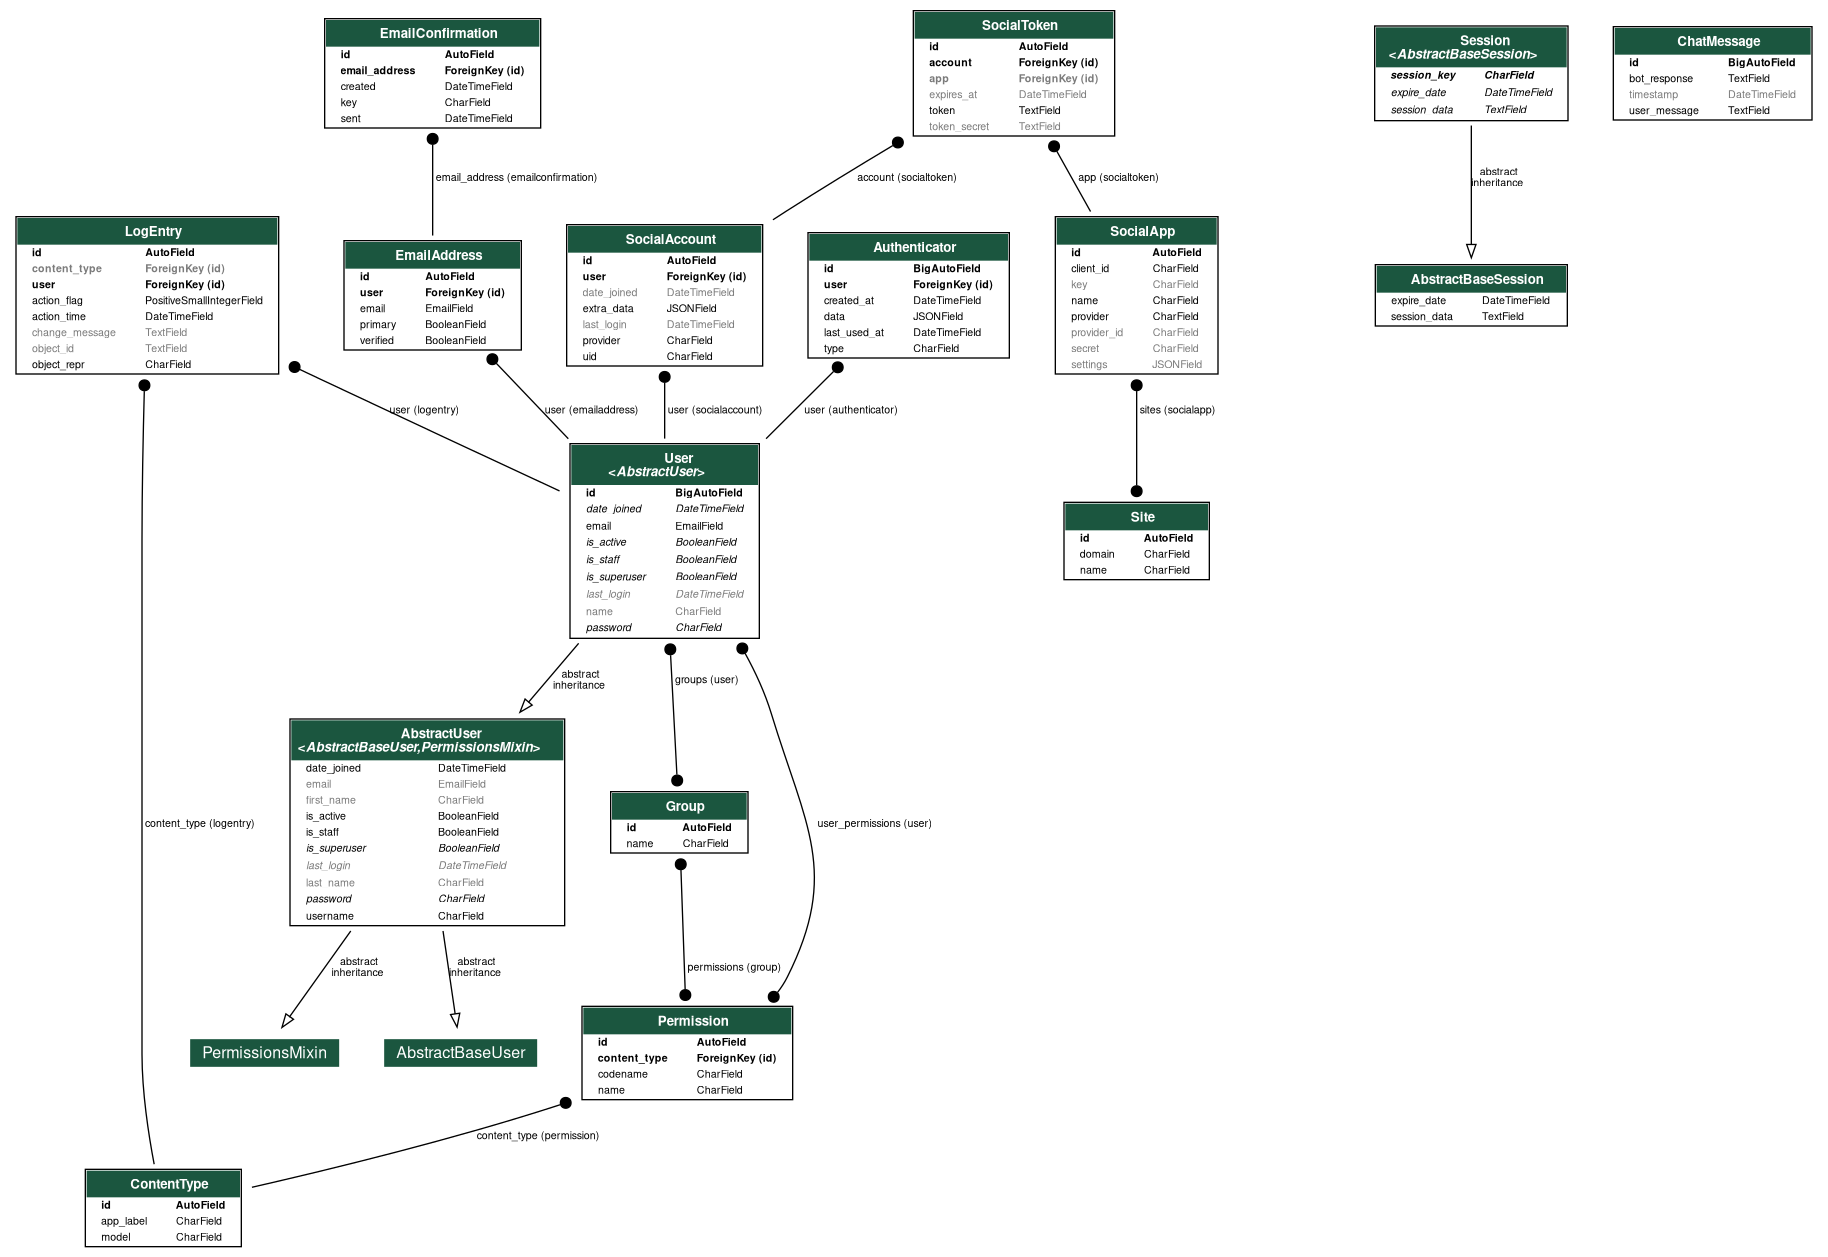 EmailConfirmation
id AutoField
email_address ForeignKey (id)
created DateTimeField
key CharField
sent DateTimeField
SocialToken
id AutoField
account ForeignKey (id)
app ForeignKey (id)
expires_at DateTimeField
token TextField
token_secret TextField
Session
<AbstractBaseSession>
session_key CharField
expire_date DateTimeField
session_data TextField
ChatMessage
id BigAutoField
bot_response TextField
timestamp DateTimeField
user_message TextField
email_address (emailconfirmation)
account (socialtoken)
app (socialtoken)
abstract
inheritance
LogEntry
id AutoField
content_type ForeignKey (id)
user ForeignKey (id)
action_flag PositiveSmallIntegerField
action_time DateTimeField
change_message TextField
object_id TextField
object_repr CharField
EmailAddress
id AutoField
user ForeignKey (id)
email EmailField
primary BooleanField
verified BooleanField
SocialAccount
id AutoField
user ForeignKey (id)
date_joined DateTimeField
extra_data JSONField
last_login DateTimeField
provider CharField
uid CharField
Authenticator
id BigAutoField
user ForeignKey (id)
created_at DateTimeField
data JSONField
last_used_at DateTimeField
type CharField
SocialApp
id AutoField
client_id CharField
key CharField
name CharField
provider CharField
provider_id CharField
secret CharField
settings JSONField
AbstractBaseSession
expire_date DateTimeField
session_data TextField
user (logentry)
user (emailaddress)
user (socialaccount)
user (authenticator)
sites (socialapp)
User
<AbstractUser>
id BigAutoField
date_joined DateTimeField
email EmailField
is_active BooleanField
is_staff BooleanField
is_superuser BooleanField
last_login DateTimeField
name CharField
password CharField
Site
id AutoField
domain CharField
name CharField
abstract
inheritance
groups (user)
AbstractUser
<AbstractBaseUser,PermissionsMixin>
date_joined DateTimeField
email EmailField
first_name CharField
is_active BooleanField
is_staff BooleanField
is_superuser BooleanField
last_login DateTimeField
last_name CharField
password CharField
username CharField
Group
id AutoField
name CharField
content_type (logentry)
user_permissions (user)
abstract
inheritance
abstract
inheritance
permissions (group)
PermissionsMixin
AbstractBaseUser
Permission
id AutoField
content_type ForeignKey (id)
codename CharField
name CharField
content_type (permission)
ContentType
id AutoField
app_label CharField
model CharField